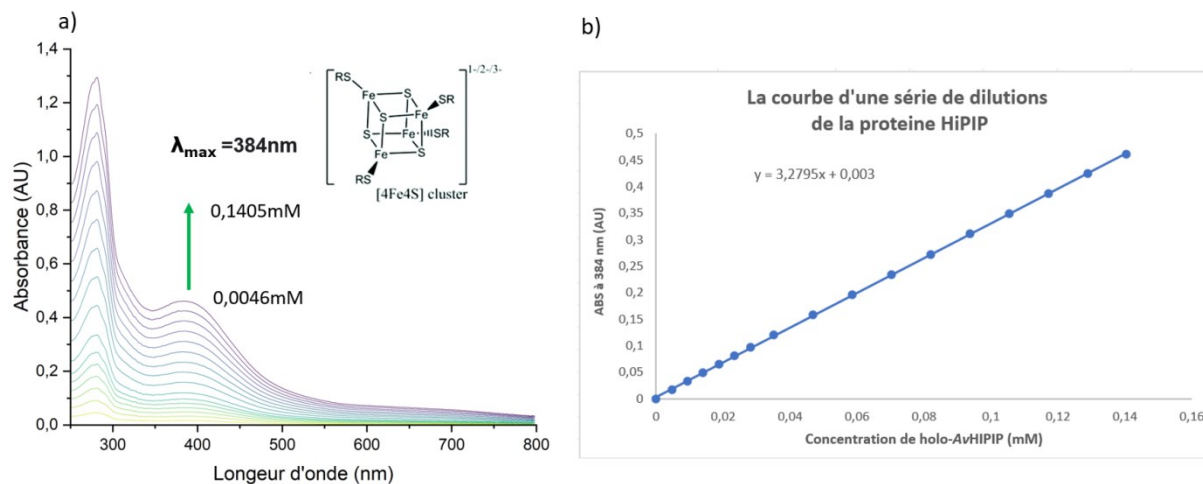 a)
1,4
1,2
1,0
0,8
0,6
0,4
0,2
0,0
Absorbance (AU)
300
400
500
600
700
800
Longeur d'onde (nm)
λmax =384nm
0,1405mM
0,0046mM
1-/2-/3-
RS
Fe
S
SR
S
Fe
S
Fe
SR
Fe
S
RS
[4Fe4S] cluster
b)
La courbe d'une série de dilutions
de la proteine HiPIP
y = 3,2795x + 0,003
0,5
0,45
0,4
0,35
0,3
0,25
0,2
0,15
0,1
0,05
0
ABS à 384 nm (AU)
0
0,02
0,04
0,06
0,08
0,1
0,12
0,14
0,16
Concentration de holo-AvHIPIP (mM)